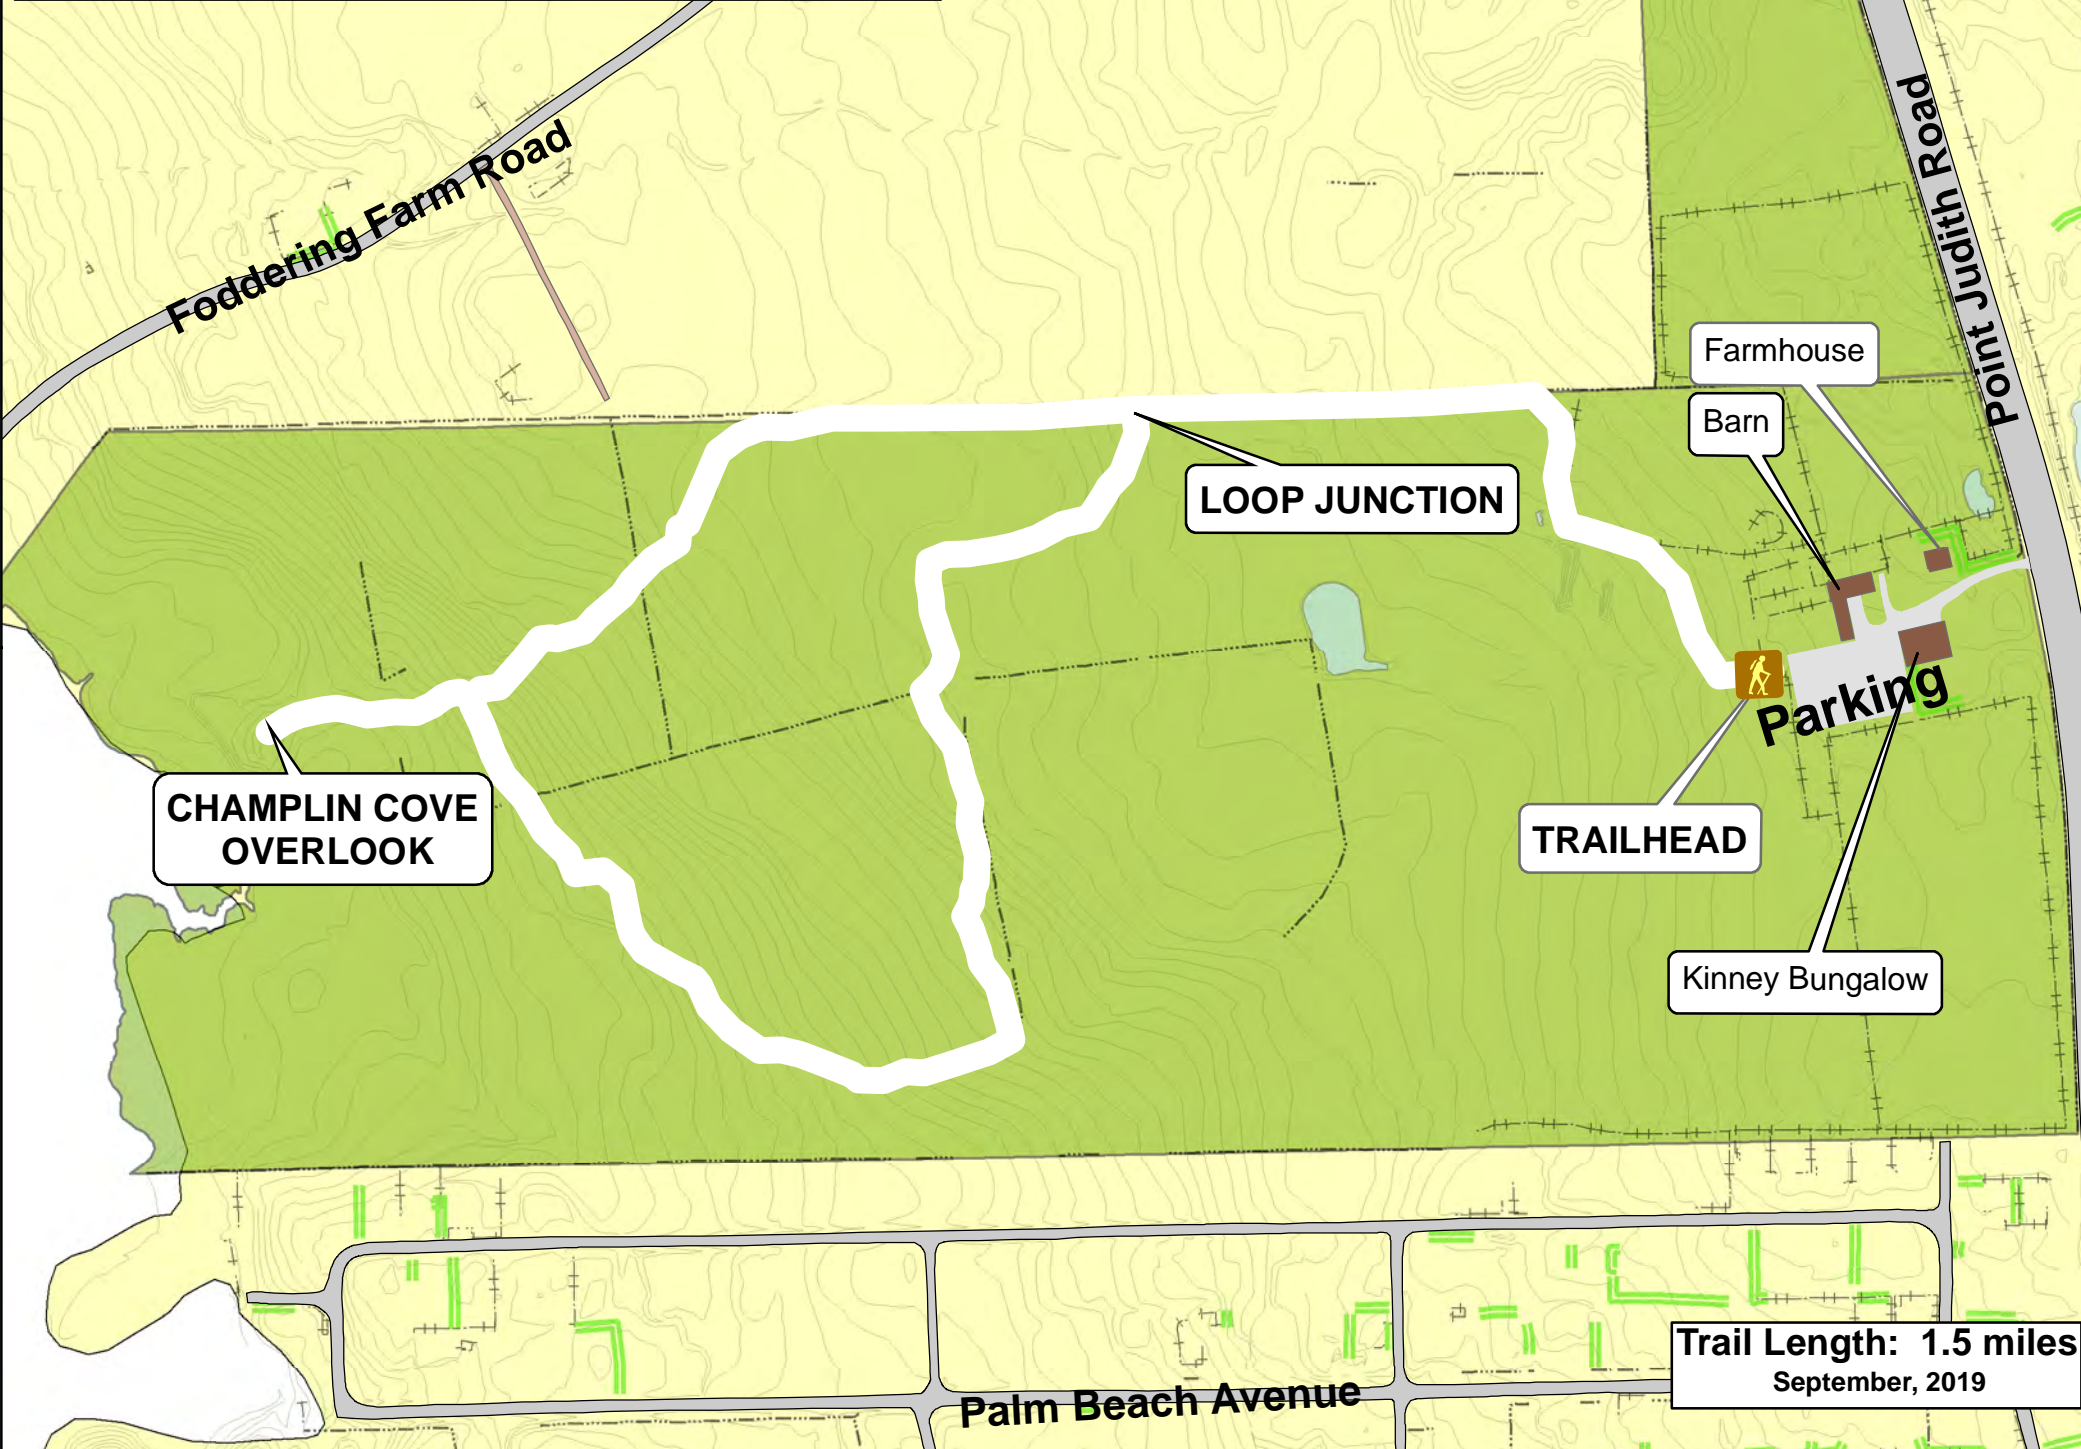 Foddering Farm Road
Point Judith Road
Farmhouse
Barn
LOOP JUNCTION
Parking
CHAMPLIN COVE
OVERLOOK
TRAILHEAD
Kinney Bungalow
Trail Length: 1.5 miles
September, 2019
Palm Beach Avenue